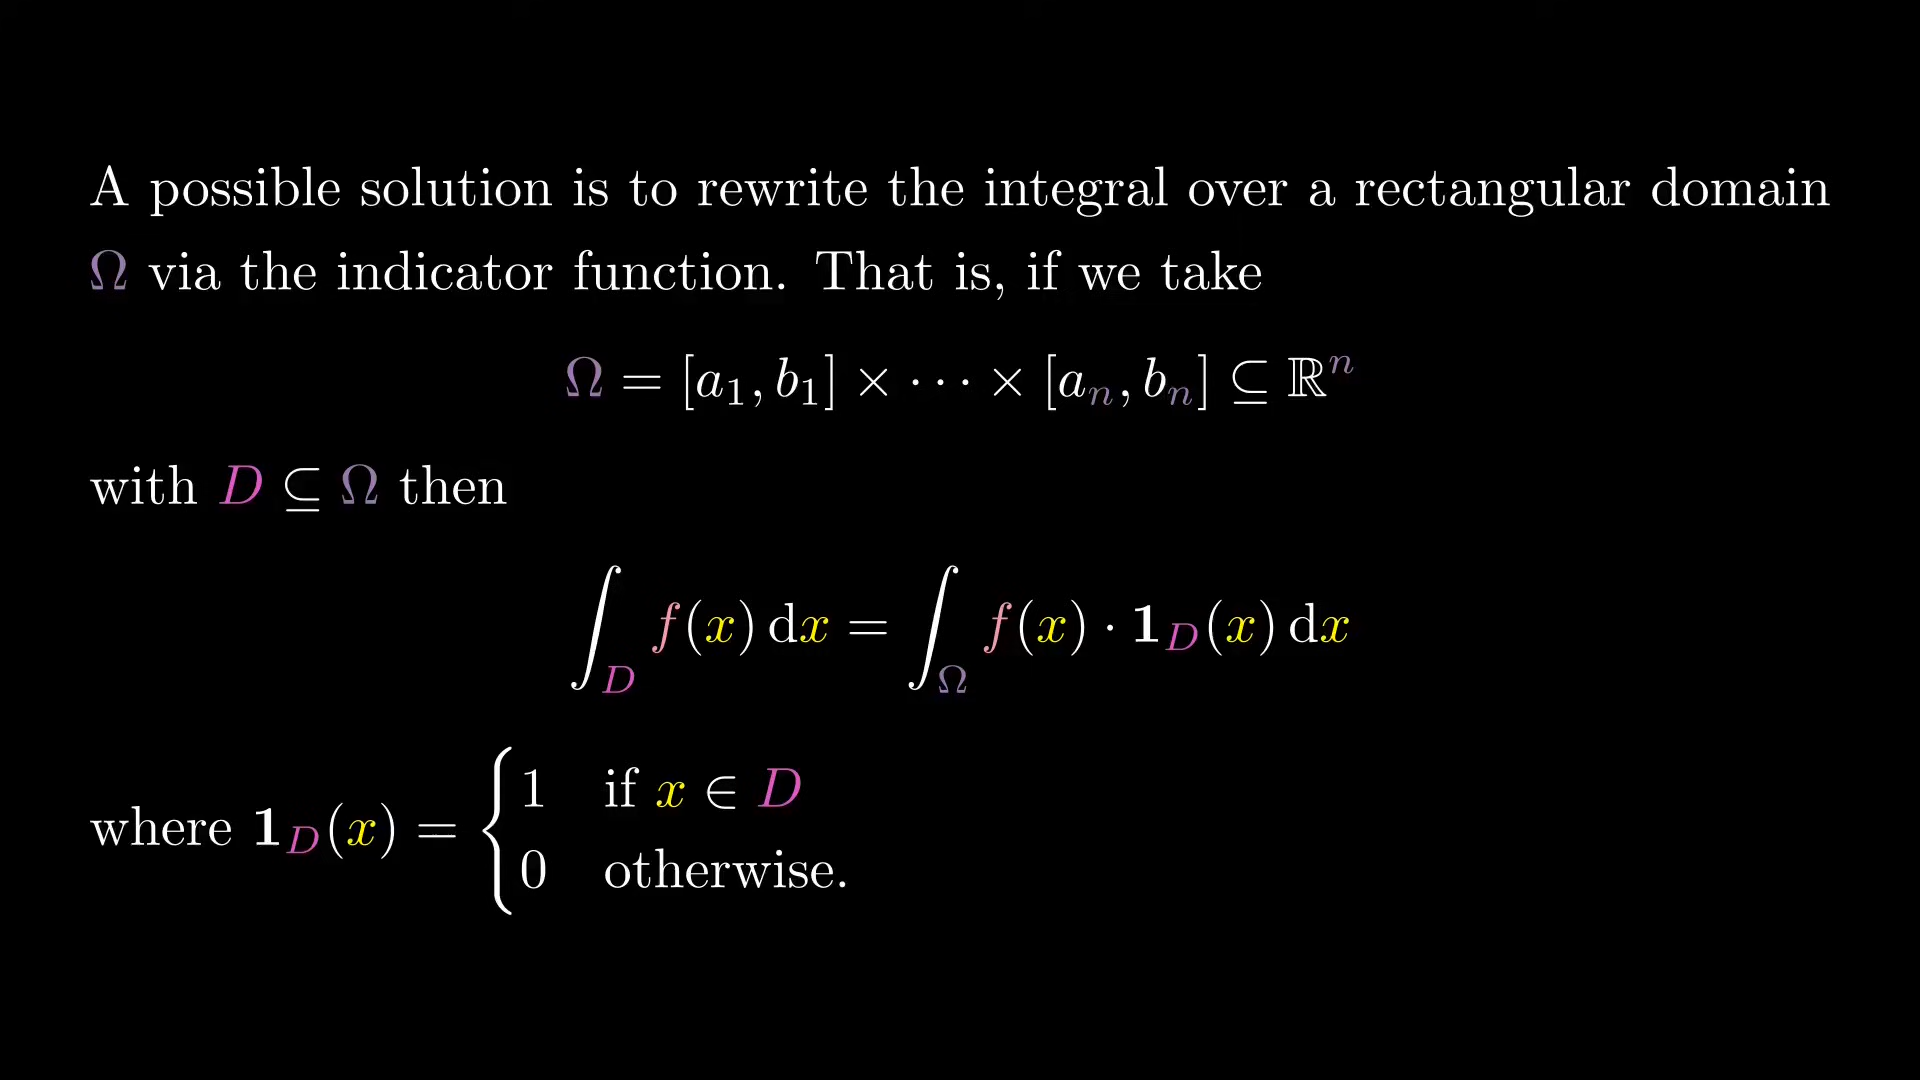 A possible solution is to rewrite the integral over a rectangular domain
Ω via the indicator function. That is, if we take
Ω = [a₁, b₁] × ⋯ × [aₙ, bₙ] ⊆ ℝⁿ
with D ⊆ Ω then
∫_D f(x) dx = ∫_Ω f(x) · 𝟏_D(x) dx
where 𝟏_D(x) = {
1 if x ∈ D
0 otherwise.